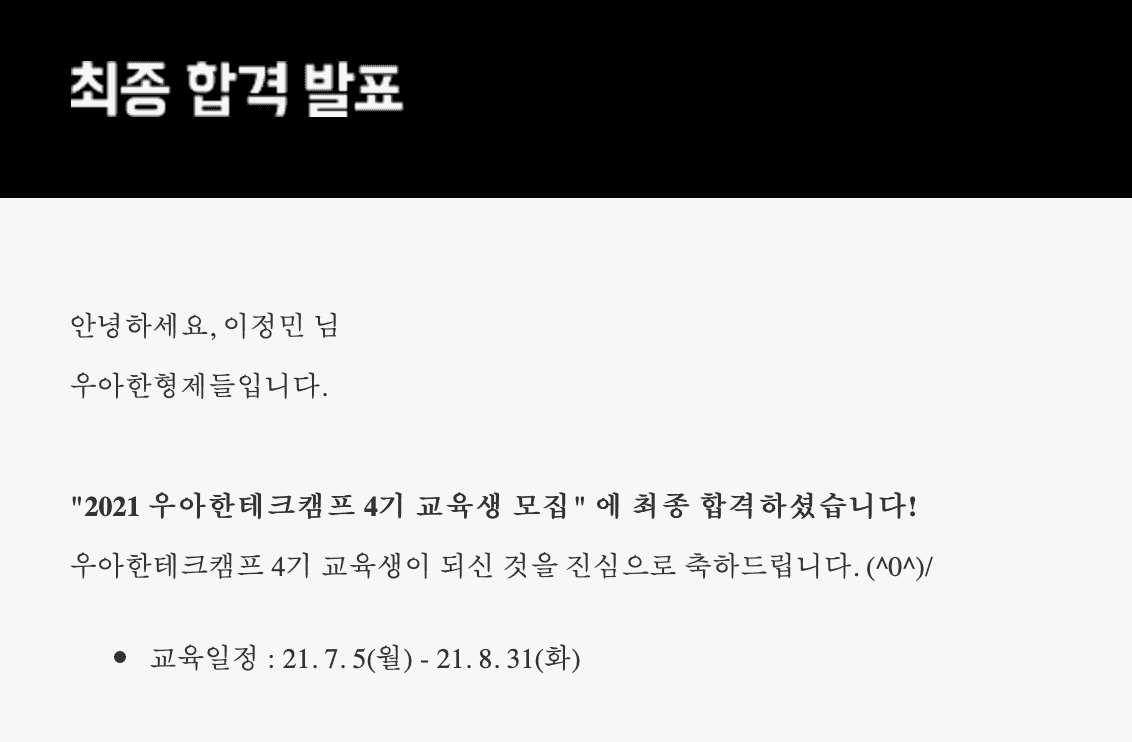 최종 합격 발표
안녕하세요, 이정민 님
우아한형제들입니다.
"2021 우아한테크캠프 4기 교육생 모집" 에 최종 합격하셨습니다!
우아한테크캠프 4기 교육생이 되신 것을 진심으로 축하드립니다. (^0^)/
• 교육일정 : 21. 7. 5(월) - 21. 8. 31(화)